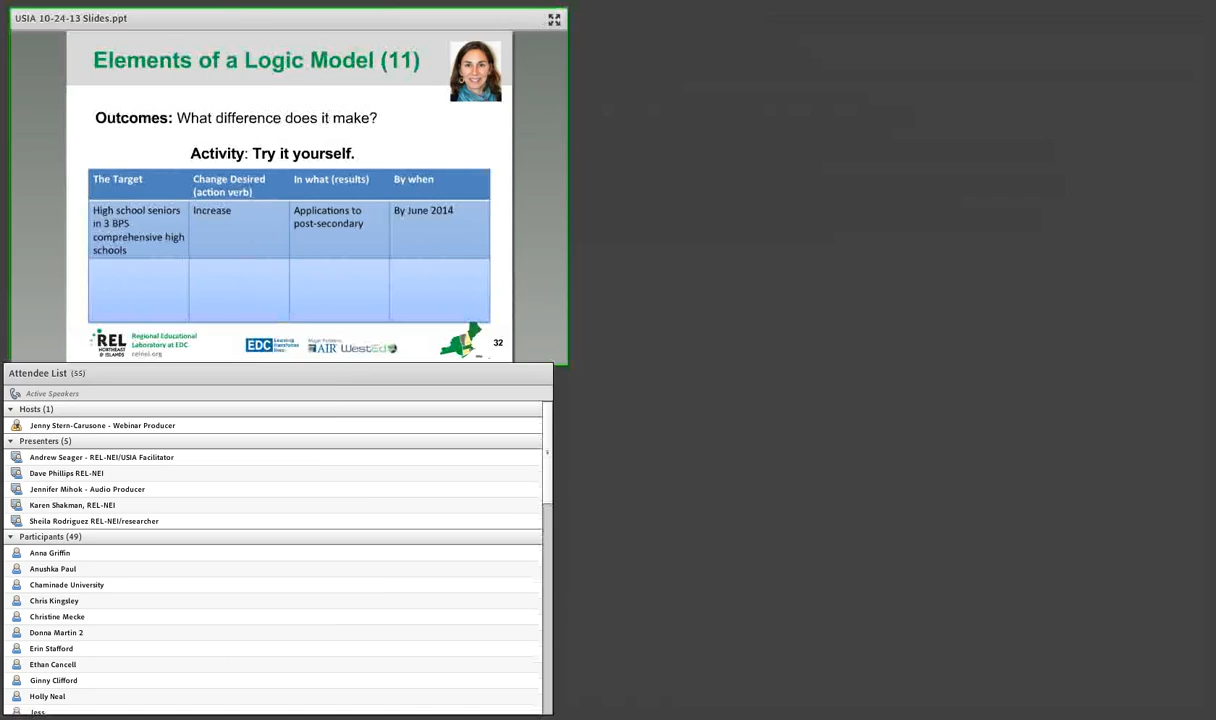 USIA 10-24-13 Slides.ppt
Elements of a Logic Model (11)
Outcomes: What difference does it make?
Activity: Try it yourself.
The Target
Change Desired
(action verb)
In what (results)
By when
High school seniors
in 3 BPS
comprehensive high
schools
Increase
Applications to
post-secondary
By June 2014
REL
NORTHEAST
& ISLANDS
Regional Educational
Laboratory at EDC
relnei.org
EDC Learning
transforms
lives.
AIR WestEd
32
Attendee List (55)
Active Speakers
Hosts (1)
Jenny Stern-Carusone - Webinar Producer
Presenters (5)
Andrew Seager - REL-NEI/USIA Facilitator
Dave Phillips REL-NEI
Jennifer Mihok - Audio Producer
Karen Shakman, REL-NEI
Sheila Rodriguez REL-NEI/researcher
Participants (49)
Anna Griffin
Anushka Paul
Chaminade University
Chris Kingsley
Christine Mecke
Donna Martin 2
Erin Stafford
Ethan Cancell
Ginny Clifford
Holly Neal
Jess